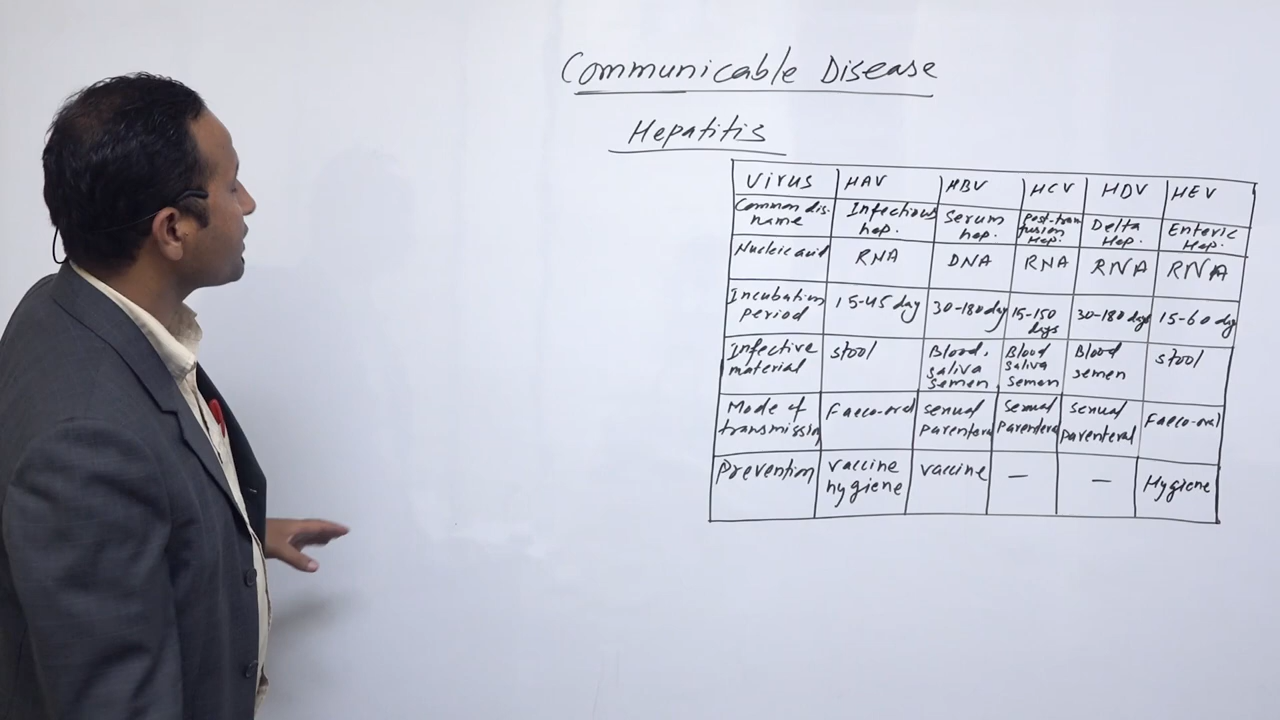 Communicable Disease
Hepatitis
Virus HAV HBV HCV HDV HEV
Common dis. name Infectious hep. Serum hep. Post-transfusion Hep. Delta Hep. Enteric Hep.
Nucleic acid RNA DNA RNA RNA RNA
Incubation period 15-45 day 30-180 day 15-150 days 30-180 days 15-60 day
Infective material stool Blood, saliva semen Blood saliva semen Blood semen stool
Mode of transmission Faeco-oral sexual parenteral sexual parenteral sexual parenteral Faeco-oral
Prevention vaccine hygiene vaccine — — Hygiene